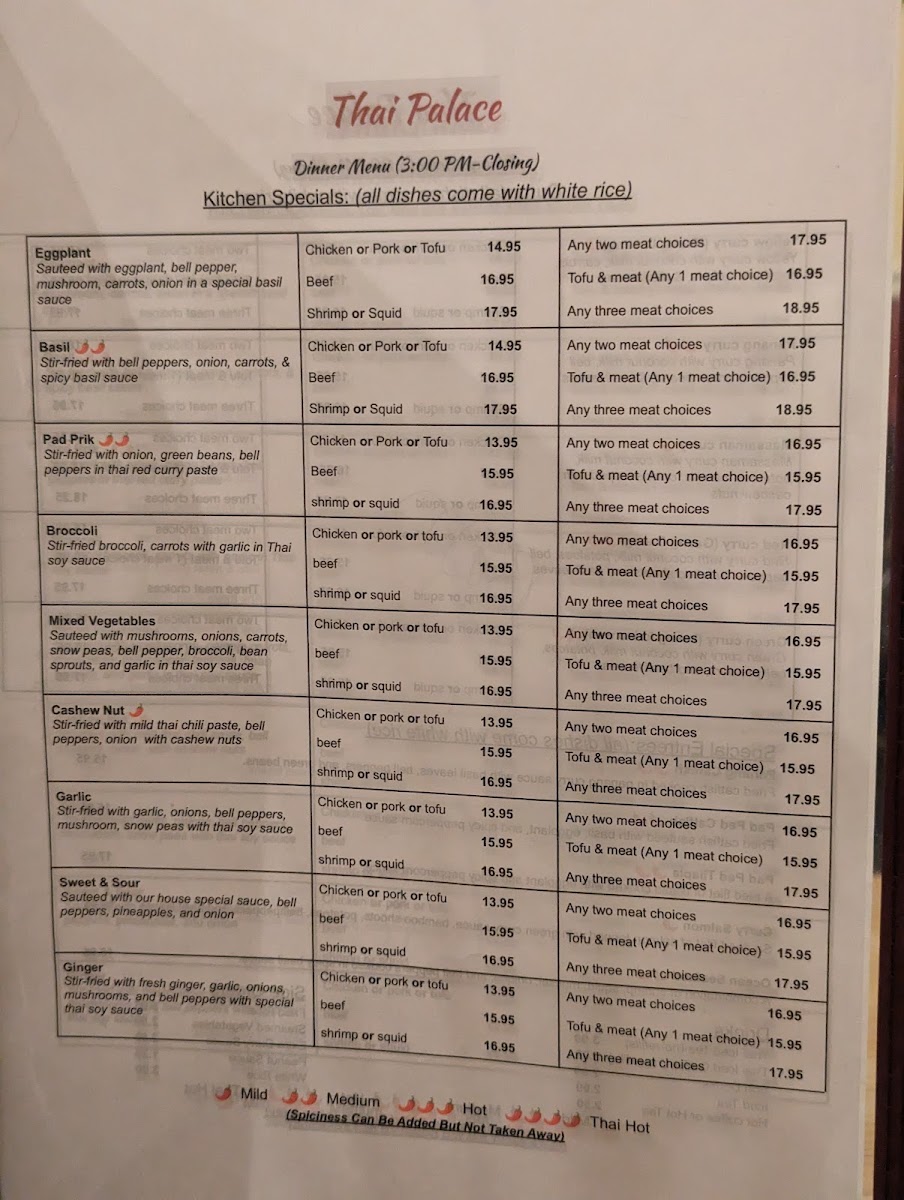 Thai Palace
Dinner Menu (3:00 PM-Closing)
Kitchen Specials: (all dishes come with white rice)
Eggplant
Sauteed with eggplant, bell pepper,
mushroom, carrots, onion in a special basil
sauce
Chicken or Pork or Tofu 14.95
Beef 16.95
Shrimp or Squid 17.95
Any two meat choices 17.95
Tofu & meat (Any 1 meat choice) 16.95
Any three meat choices 18.95
Basil 🌶️🌶️
Stir-fried with bell peppers, onion, carrots, &
spicy basil sauce
Chicken or Pork or Tofu 14.95
Beef 16.95
Shrimp or Squid 17.95
Any two meat choices 17.95
Tofu & meat (Any 1 meat choice) 16.95
Any three meat choices 18.95
Pad Prik 🌶️🌶️
Stir-fried with onion, green beans, bell
peppers in thai red curry paste
Chicken or Pork or Tofu 13.95
Beef 15.95
shrimp or squid 16.95
Any two meat choices 16.95
Tofu & meat (Any 1 meat choice) 15.95
Any three meat choices 17.95
Broccoli
Stir-fried broccoli, carrots with garlic in Thai
soy sauce
Chicken or pork or tofu 13.95
beef 15.95
shrimp or squid 16.95
Any two meat choices 16.95
Tofu & meat (Any 1 meat choice) 15.95
Any three meat choices 17.95
Mixed Vegetables
Sauteed with mushrooms, onions, carrots,
snow peas, bell pepper, broccoli, bean
sprouts, and garlic in thai soy sauce
Chicken or pork or tofu 13.95
beef 15.95
shrimp or squid 16.95
Any two meat choices 16.95
Tofu & meat (Any 1 meat choice) 15.95
Any three meat choices 17.95
Cashew Nut 🌶️
Stir-fried with mild thai chili paste, bell
peppers, onion with cashew nuts
Chicken or pork or tofu 13.95
beef 15.95
shrimp or squid 16.95
Any two meat choices 16.95
Tofu & meat (Any 1 meat choice) 15.95
Any three meat choices 17.95
Garlic
Stir-fried with garlic, onions, bell peppers,
mushroom, snow peas with thai soy sauce
Chicken or pork or tofu 13.95
beef 15.95
shrimp or squid 16.95
Any two meat choices 16.95
Tofu & meat (Any 1 meat choice) 15.95
Any three meat choices 17.95
Sweet & Sour
Sauteed with our house special sauce, bell
peppers, pineapples, and onion
Chicken or pork or tofu 13.95
beef 15.95
shrimp or squid 16.95
Any two meat choices 16.95
Tofu & meat (Any 1 meat choice) 15.95
Any three meat choices 17.95
Ginger
Stir-fried with fresh ginger, garlic, onions,
mushrooms, and bell peppers with special
thai soy sauce
Chicken or pork or tofu 13.95
beef 15.95
shrimp or squid 16.95
Any two meat choices 16.95
Tofu & meat (Any 1 meat choice) 15.95
Any three meat choices 17.95
🌶️ Mild 🌶️🌶️ Medium 🌶️🌶️🌶️ Hot 🌶️🌶️🌶️🌶️ Thai Hot
(Spiciness Can Be Added But Not Taken Away)